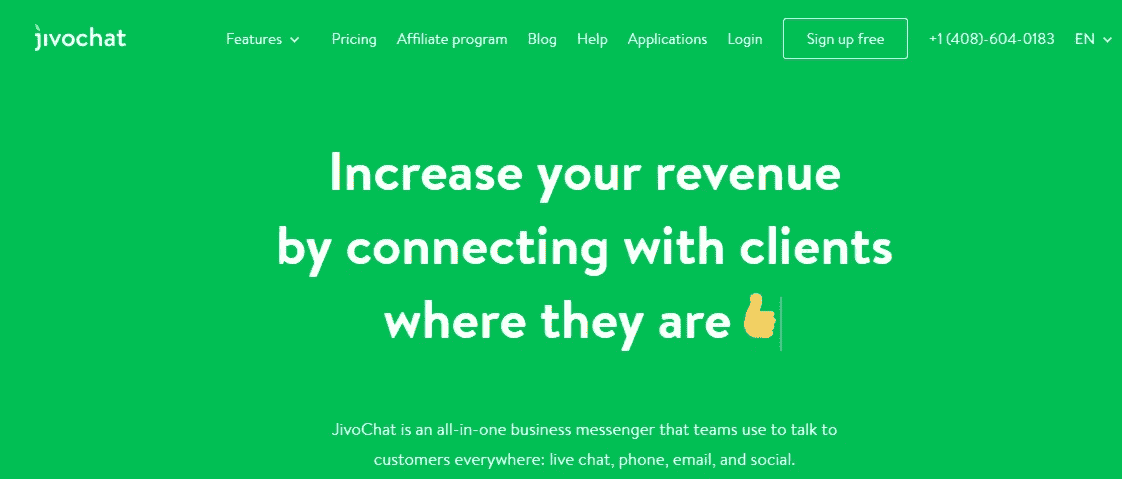 jivochat
Features Pricing Affiliate program Blog Help Applications Login Sign up free +1 (408)-604-0183 EN
Increase your revenue
by connecting with clients
where they are 👍
JivoChat is an all-in-one business messenger that teams use to talk to
customers everywhere: live chat, phone, email, and social.